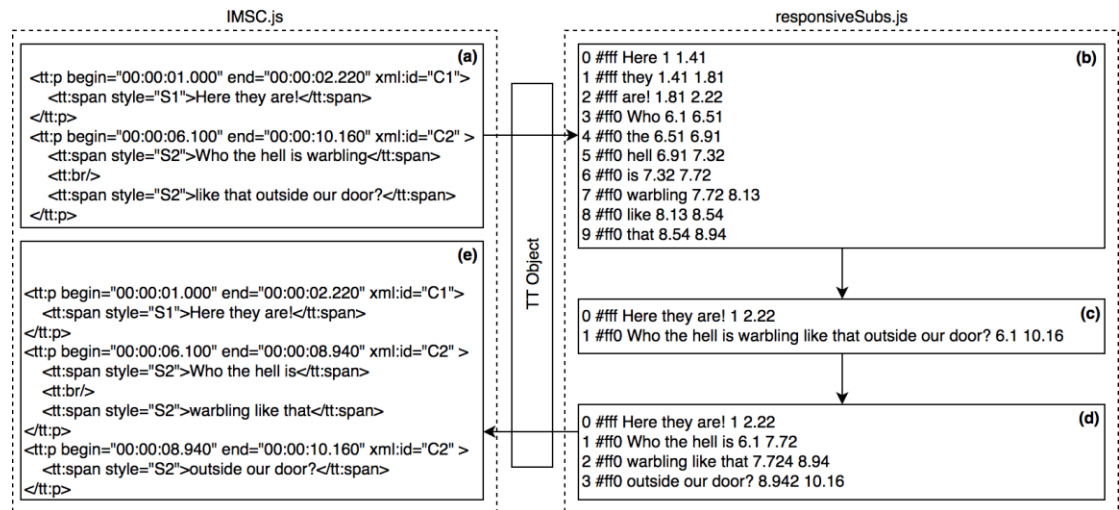 IMSC.js
(a)
<tt:p begin="00:00:01.000" end="00:00:02.220" xml:id="C1">
<tt:span style="S1">Here they are!</tt:span>
</tt:p>
<tt:p begin="00:00:06.100" end="00:00:10.160" xml:id="C2" >
<tt:span style="S2">Who the hell is warbling</tt:span>
<tt:br/>
<tt:span style="S2">like that outside our door?</tt:span>
</tt:p>
(e)
<tt:p begin="00:00:01.000" end="00:00:02.220" xml:id="C1">
<tt:span style="S1">Here they are!</tt:span>
</tt:p>
<tt:p begin="00:00:06.100" end="00:00:08.940" xml:id="C2" >
<tt:span style="S2">Who the hell is</tt:span>
<tt:br/>
<tt:span style="S2">warbling like that</tt:span>
</tt:p>
<tt:p begin="00:00:08.940" end="00:00:10.160" xml:id="C2" >
<tt:span style="S2">outside our door?</tt:span>
</tt:p>
TT Object
responsiveSubs.js
(b)
0 #fff Here 1 1.41
1 #fff they 1.41 1.81
2 #fff are! 1.81 2.22
3 #ff0 Who 6.1 6.51
4 #ff0 the 6.51 6.91
5 #ff0 hell 6.91 7.32
6 #ff0 is 7.32 7.72
7 #ff0 warbling 7.72 8.13
8 #ff0 like 8.13 8.54
9 #ff0 that 8.54 8.94
(c)
0 #fff Here they are! 1 2.22
1 #ff0 Who the hell is warbling like that outside our door? 6.1 10.16
(d)
0 #fff Here they are! 1 2.22
1 #ff0 Who the hell is 6.1 7.72
2 #ff0 warbling like that 7.724 8.94
3 #ff0 outside our door? 8.942 10.16